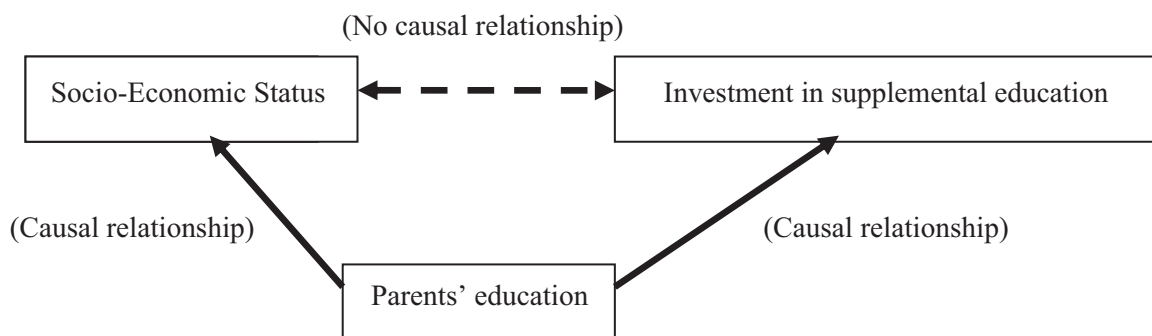 (No causal relationship)
Socio-Economic Status
Investment in supplemental education
(Causal relationship)
(Causal relationship)
Parents’ education